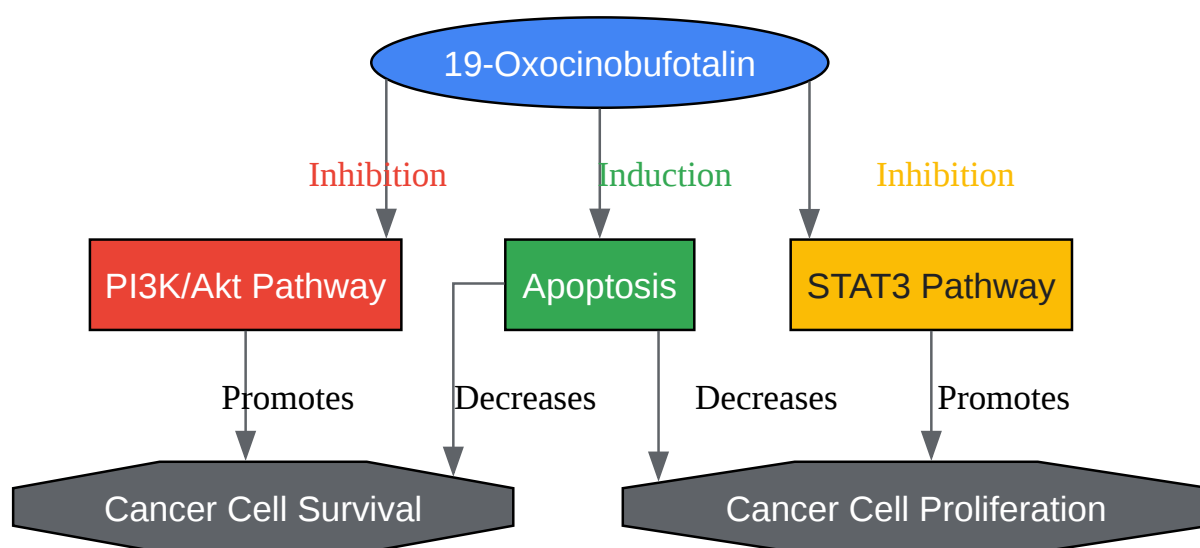 19-Oxocinobufotalin
Inhibition
Induction
Inhibition
PI3K/Akt Pathway
Apoptosis
STAT3 Pathway
Promotes
Decreases
Decreases
Promotes
Cancer Cell Survival
Cancer Cell Proliferation